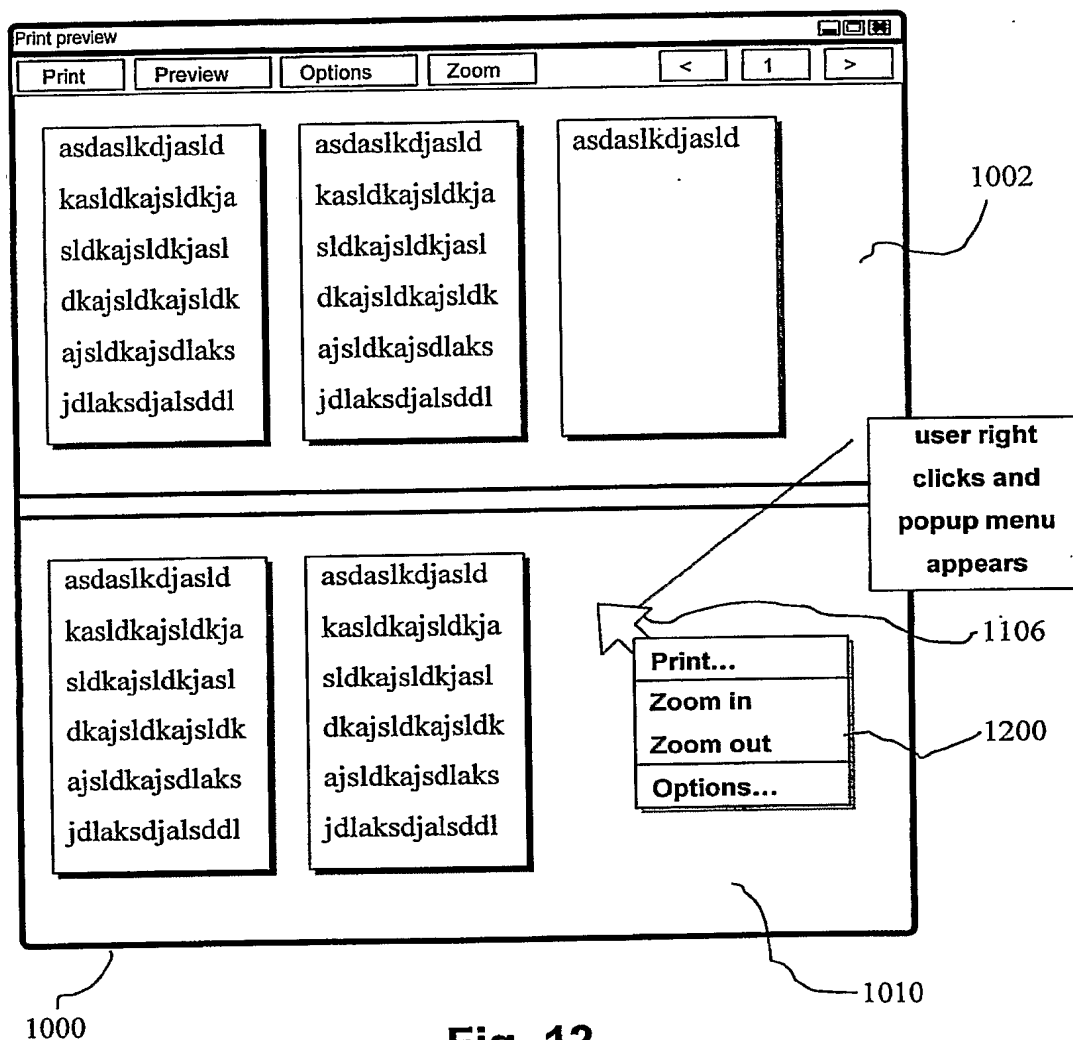 Print preview
Print Preview Options Zoom < 1 >
asdaslkdjasld
kasldkajsldkja
sldkajsldkjasl
dkajsldkajsldk
ajsldkajsdlaks
jdlaksdjalsddl
asdaslkdjasld
kasldkajsldkja
sldkajsldkjasl
dkajsldkajsldk
ajsldkajsdlaks
jdlaksdjalsddl
asdaslkdjasld
1002
user right
clicks and
popup menu
appears
asdaslkdjasld
kasldkajsldkja
sldkajsldkjasl
dkajsldkajsldk
ajsldkajsdlaks
jdlaksdjalsddl
asdaslkdjasld
kasldkajsldkja
sldkajsldkjasl
dkajsldkajsldk
ajsldkajsdlaks
jdlaksdjalsddl
1106
Print...
Zoom in
Zoom out
Options...
1200
1010
1000
Fig. 12